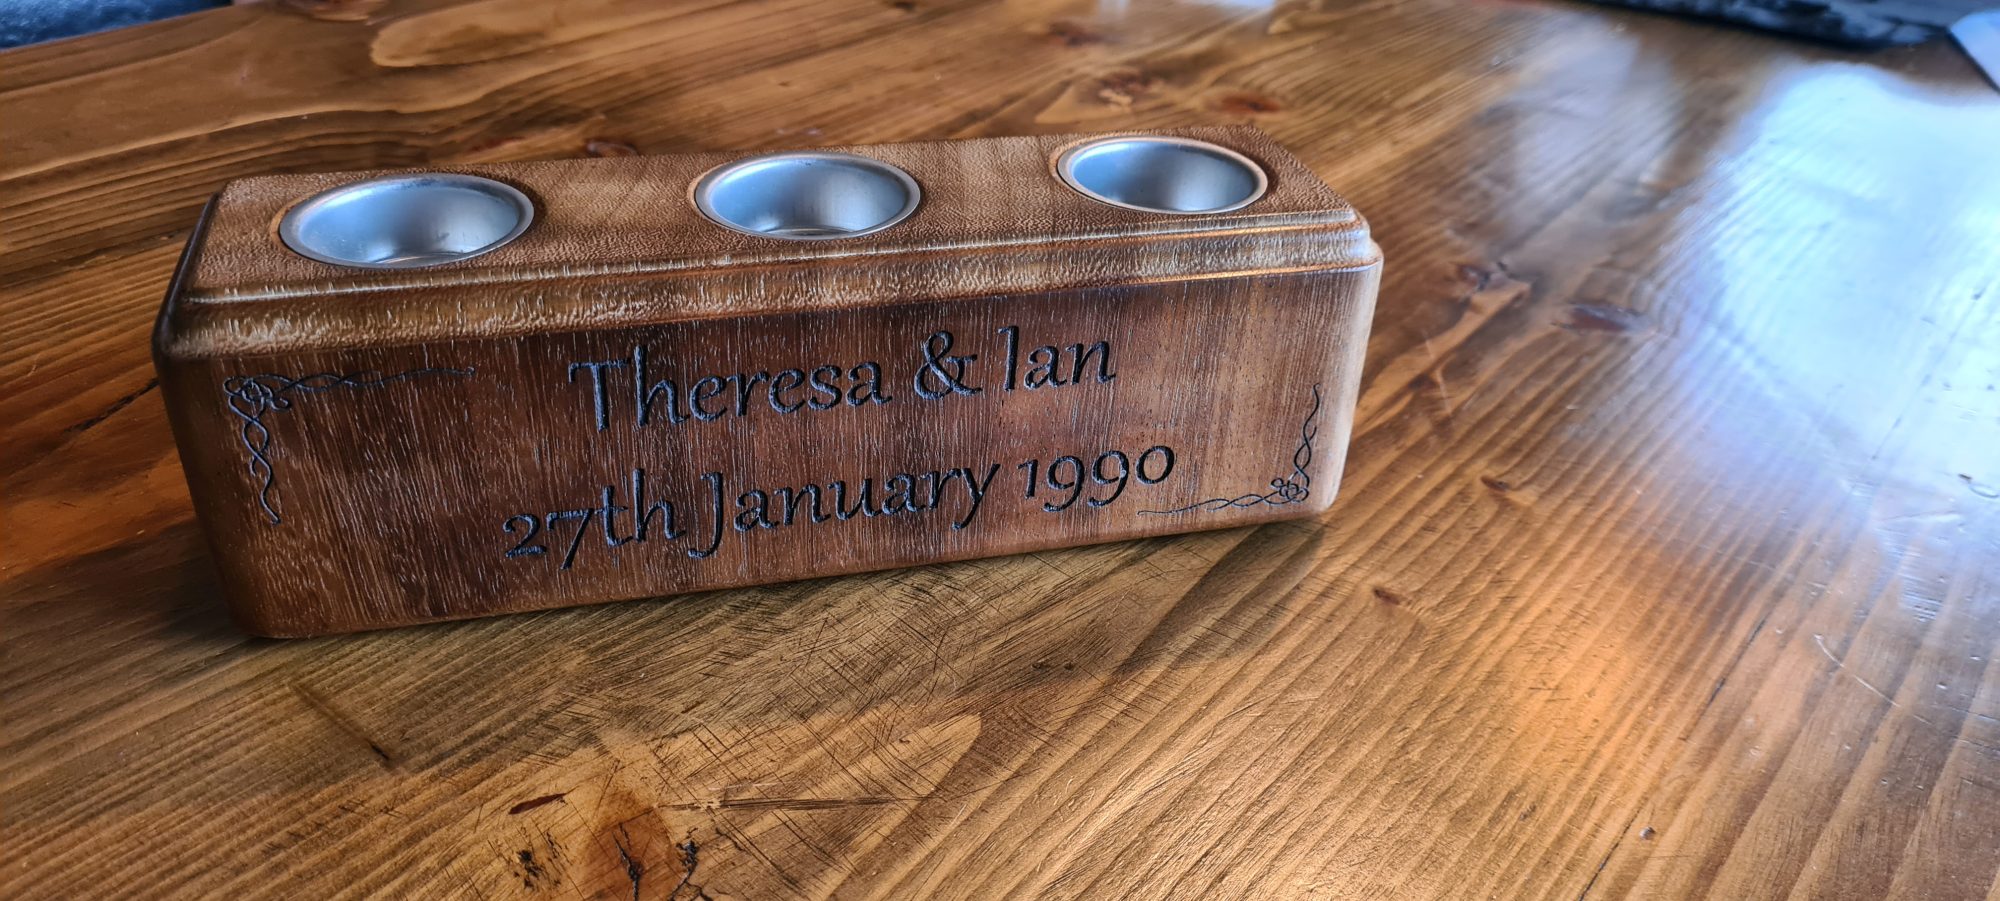 Theresa & Ian
27th January 1990